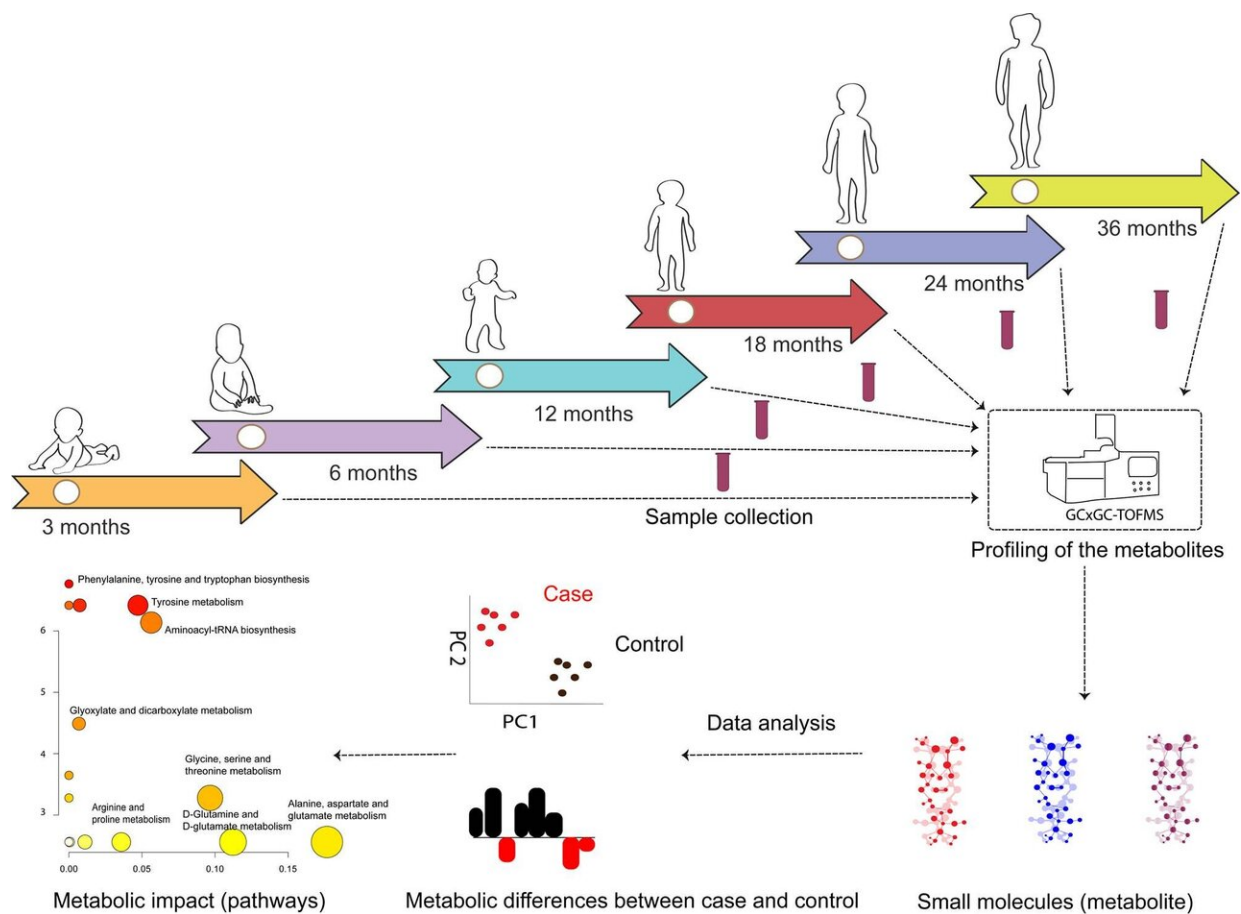 36 months
24 months
18 months
12 months
6 months
3 months
Sample collection
GCxGC-TOFMS
Profiling of the metabolites
Phenylalanine, tyrosine and tryptophan biosynthesis
Tyrosine metabolism
Aminoacyl-tRNA biosynthesis
6
5
Glyoxylate and dicarboxylate metabolism
4
Glycine, serine and
threonine metabolism
3
Arginine and
proline metabolism
D-Glutamine and
D-glutamate metabolism
Alanine, aspartate and
glutamate metabolism
0.00
0.05
0.10
0.15
Metabolic impact (pathways)
Case
Control
PC 2
PC1
Data analysis
Metabolic differences between case and control
Small molecules (metabolite)